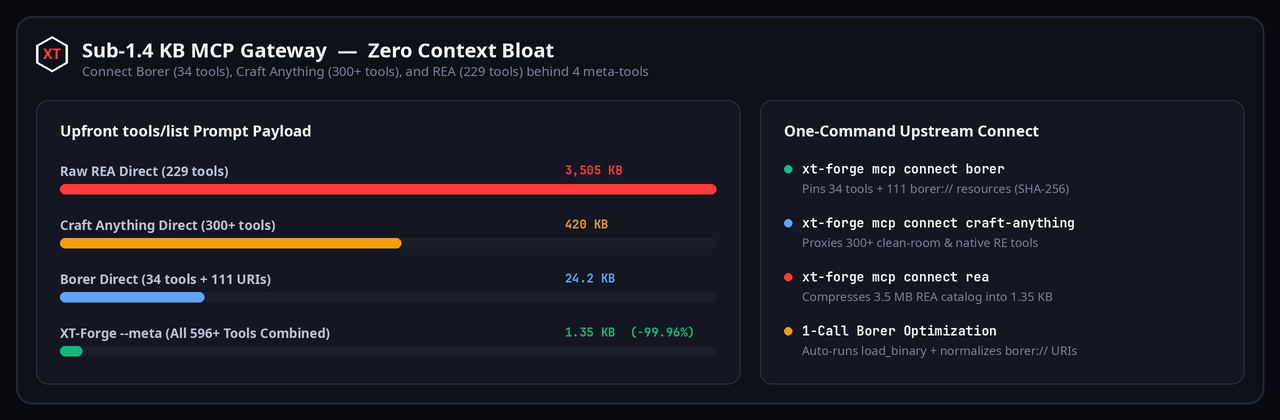 XT
Sub-1.4 KB MCP Gateway — Zero Context Bloat
Connect Borer (34 tools), Craft Anything (300+ tools), and REA (229 tools) behind 4 meta-tools
Upfront tools/list Prompt Payload
Raw REA Direct (229 tools) 3,505 KB
Craft Anything Direct (300+ tools) 420 KB
Borer Direct (34 tools + 111 URIs) 24.2 KB
XT-Forge --meta (All 596+ Tools Combined) 1.35 KB (-99.96%)
One-Command Upstream Connect
xt-forge mcp connect borer
Pins 34 tools + 111 borer:// resources (SHA-256)
xt-forge mcp connect craft-anything
Proxies 300+ clean-room & native RE tools
xt-forge mcp connect rea
Compresses 3.5 MB REA catalog into 1.35 KB
1-Call Borer Optimization
Auto-runs load_binary + normalizes borer:// URIs